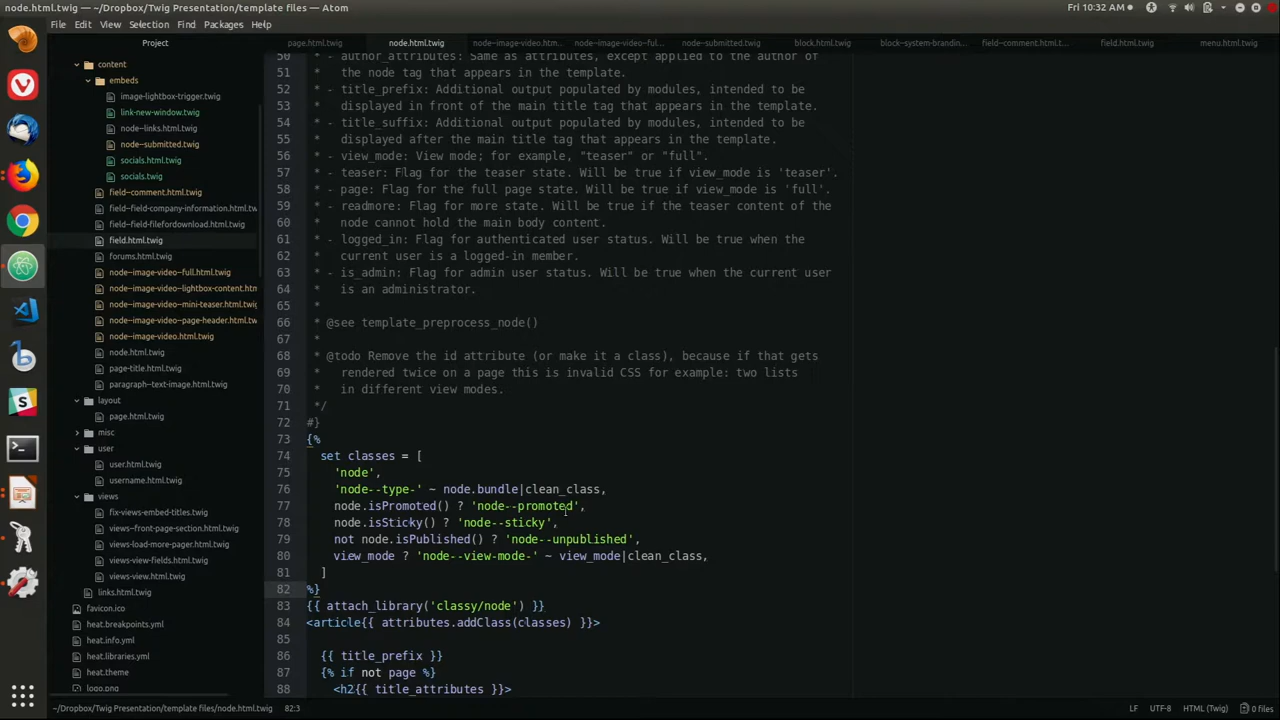 node.html.twig — ~/Dropbox/Twig Presentation/template files — Atom
Fri 10:32 AM
File Edit View Selection Find Packages Help
Project
page.html.twig
node.html.twig
node--image-video.htm...
node--image-video--ful...
node--submitted.twig
block.html.twig
block--system-brandin...
field--comment.html.t...
field.html.twig
menu.html.twig
content
embeds
image-lightbox-trigger.twig
link-new-window.twig
node--links.html.twig
node--submitted.twig
socials.html.twig
socials.twig
field--comment.html.twig
field--field-company-information.html.tw
field--field-filefordownload.html.twig
field.html.twig
forums.html.twig
node--image-video--full.html.twig
node--image-video--lightbox-content.htm
node--image-video--mini-teaser.html.twig
node--image-video--page-header.html.tw
node--image-video.html.twig
node.html.twig
page-title.html.twig
paragraph--text-image.html.twig
layout
page.html.twig
misc
user
user.html.twig
username.html.twig
views
fix-views-embed-titles.twig
views--front-page-section.html.twig
views-load-more-pager.html.twig
views-view-fields.html.twig
views-view.html.twig
links.html.twig
favicon.ico
heat.breakpoints.yml
heat.info.yml
heat.libraries.yml
heat.theme
logo.png
50 * - author_attributes: Same as attributes, except applied to the author of
51 *   the node tag that appears in the template.
52 * - title_prefix: Additional output populated by modules, intended to be
53 *   displayed in front of the main title tag that appears in the template.
54 * - title_suffix: Additional output populated by modules, intended to be
55 *   displayed after the main title tag that appears in the template.
56 * - view_mode: View mode; for example, "teaser" or "full".
57 * - teaser: Flag for the teaser state. Will be true if view_mode is 'teaser'.
58 * - page: Flag for the full page state. Will be true if view_mode is 'full'.
59 * - readmore: Flag for more state. Will be true if the teaser content of the
60 *   node cannot hold the main body content.
61 * - logged_in: Flag for authenticated user status. Will be true when the
62 *   current user is a logged-in member.
63 * - is_admin: Flag for admin user status. Will be true when the current user
64 *   is an administrator.
65 *
66 * @see template_preprocess_node()
67 *
68 * @todo Remove the id attribute (or make it a class), because if that gets
69 *   rendered twice on a page this is invalid CSS for example: two lists
70 *   in different view modes.
71 */
72 #}
73 {%
74   set classes = [
75     'node',
76     'node--type-' ~ node.bundle|clean_class,
77     node.isPromoted() ? 'node--promoted',
78     node.isSticky() ? 'node--sticky',
79     not node.isPublished() ? 'node--unpublished',
80     view_mode ? 'node--view-mode-' ~ view_mode|clean_class,
81   ]
82 %}
83 {{ attach_library('classy/node') }}
84 <article{{ attributes.addClass(classes) }}>
85
86   {{ title_prefix }}
87   {% if not page %}
88     <h2{{ title_attributes }}>
~/Dropbox/Twig Presentation/template files/node.html.twig 82:3
LF UTF-8 HTML (Twig) 0 files